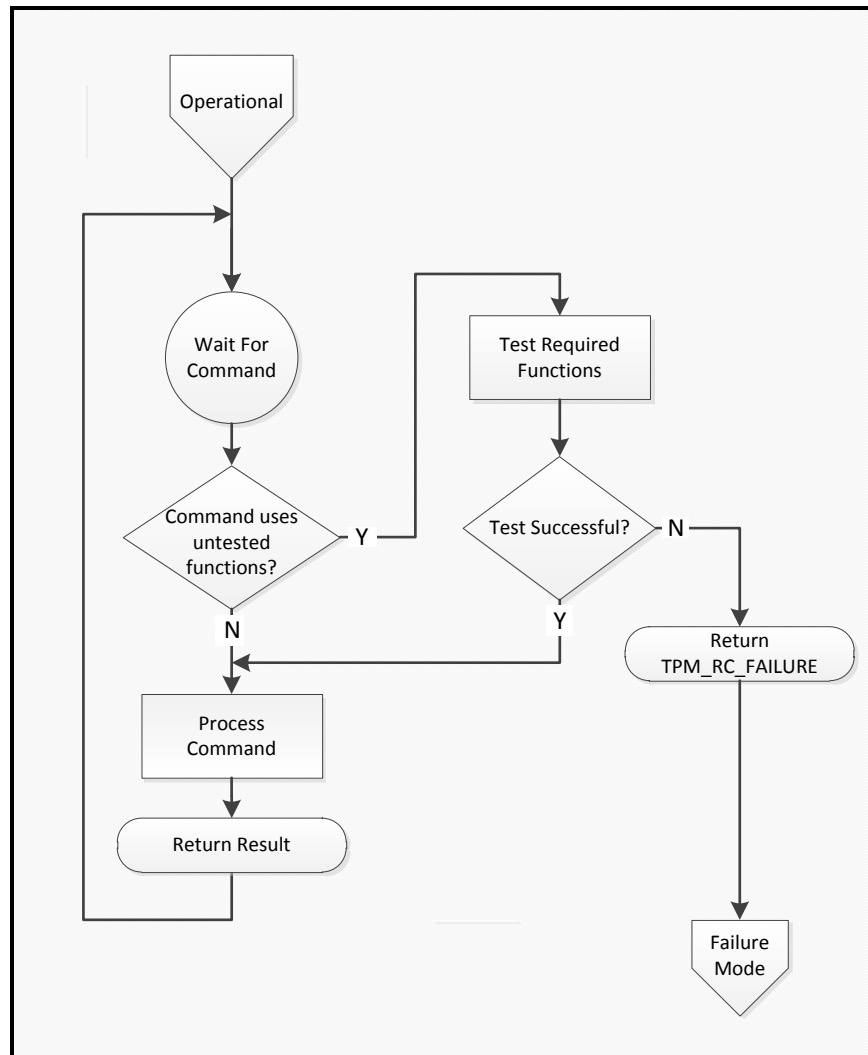 Operational
Wait For
Command
Command uses
untested
functions?
Y
N
Test Required
Functions
Test Successful?
N
Y
Return
TPM_RC_FAILURE
Process
Command
Return Result
Failure
Mode